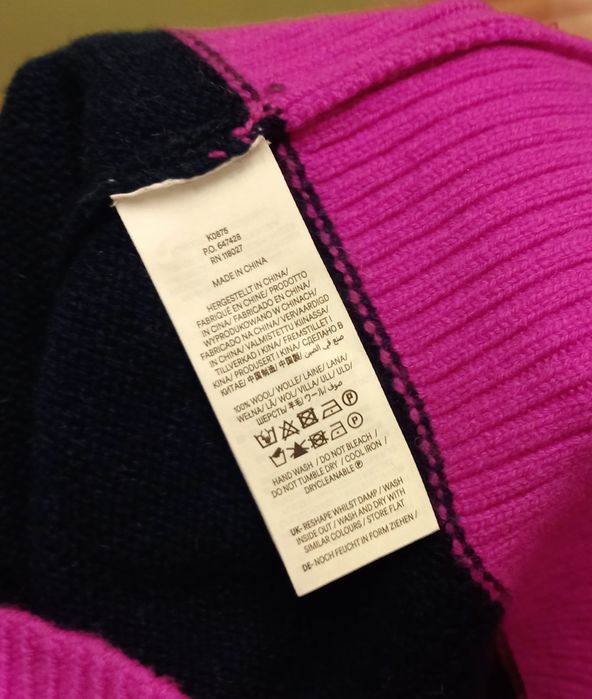 K0875
P.O. 647428
RN 118027
MADE IN CHINA
HERGESTELLT IN CHINA/
FABRIQUÉ EN CHINE/ PRODOTTO
IN CINA/ FABRICADO EN CHINA/
WYPRODUKOWANO W CHINACH/
FABRICADO NA CHINA/ VERVAARDIGD
IN CHINA/ VALMISTETTU KIINASSA/
TILLVERKAD I KINA/ FREMSTILLET I
KINA/ PRODUSERT I KINA/ СДЕЛАНО В
КИТАЕ/ 中国制造/ 中国製/ صنع في الصين
100% WOOL/ WOLLE/ LAINE/ LANA/
WEŁNA/ LÃ/ WOL/ VILLA/ ULL/ ULD/
ШЕРСТЬ/ 羊毛/ ウール/ صوف
HAND WASH / DO NOT BLEACH /
DO NOT TUMBLE DRY / COOL IRON /
DRYCLEANABLE Ⓟ
UK- RESHAPE WHILST DAMP / WASH
INSIDE OUT / WASH AND DRY WITH
SIMILAR COLOURS / STORE FLAT
DE- NOCH FEUCHT IN FORM ZIEHEN /